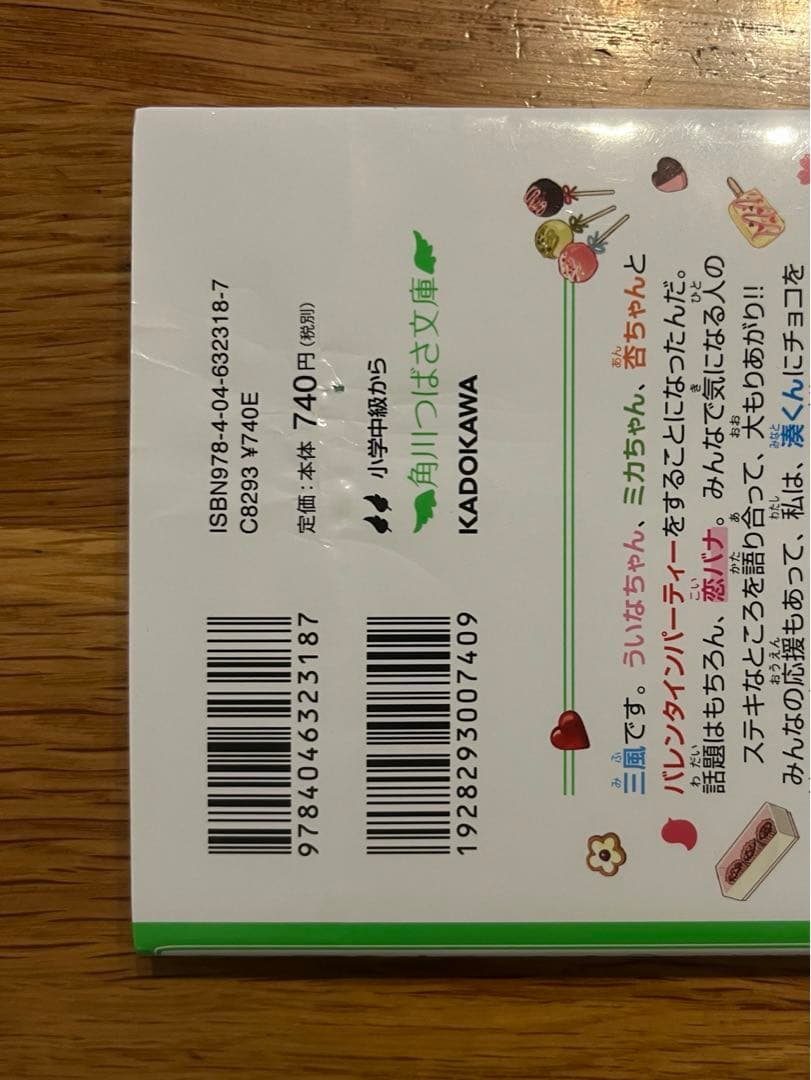 ISBN978-4-04-632318-7
C8293 ¥740E
定価:本体740円(税別)
小学中級から
角川つばさ文庫
KADOKAWA
9784046323187
1928293007409
三風です。ういなちゃん、ミカちゃん、杏ちゃんと
バレンタインパーティーをすることになったんだ。
話題はもちろん、恋バナ。みんなで気になる人の
ステキなところを語り合って、大もりあがり!!
みんなの応援もあって、私は、湊くんにチョコを